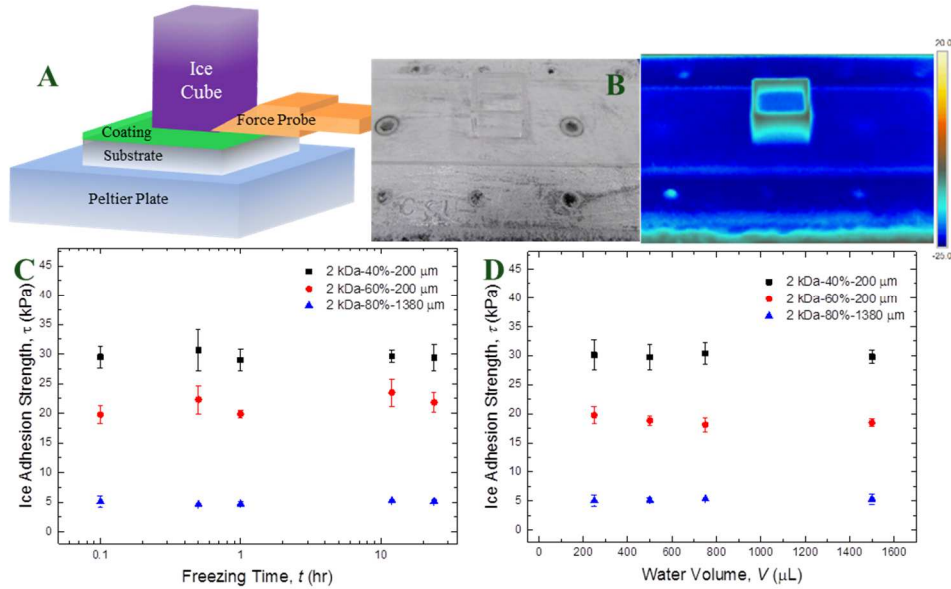 A
Ice
Cube
Coating
Force Probe
Substrate
Peltier Plate
B
20.0
-25.0
C
2 kDa-40%-200 μm
2 kDa-60%-200 μm
2 kDa-80%-1380 μm
Ice Adhesion Strength, τ (kPa)
45
40
35
30
25
20
15
10
5
0
0.1
1
10
Freezing Time, t (hr)
D
2 kDa-40%-200 μm
2 kDa-60%-200 μm
2 kDa-80%-1380 μm
Ice Adhesion Strength, τ (kPa)
45
40
35
30
25
20
15
10
5
0
0
200
400
600
800
1000
1200
1400
1600
Water Volume, V (μL)